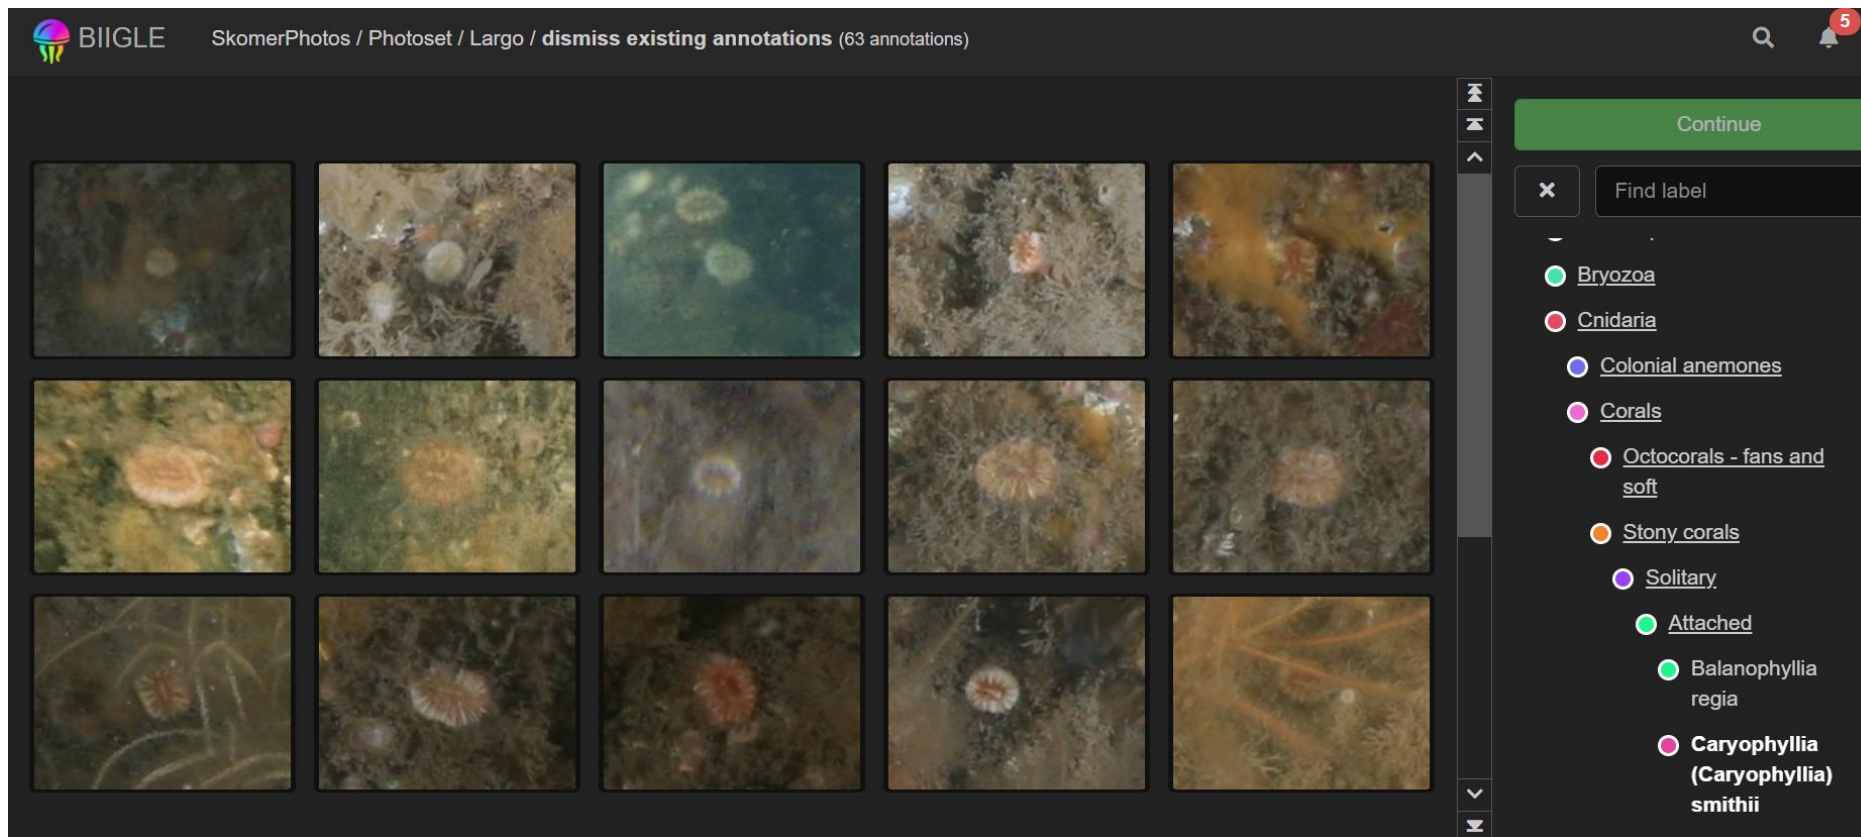 BIIGLE
SkomerPhotos / Photoset / Largo / dismiss existing annotations (63 annotations)
5
Continue
Find label
Bryozoa
Cnidaria
Colonial anemones
Corals
Octocorals - fans and
soft
Stony corals
Solitary
Attached
Balanophyllia
regia
Caryophyllia
(Caryophyllia)
smithii